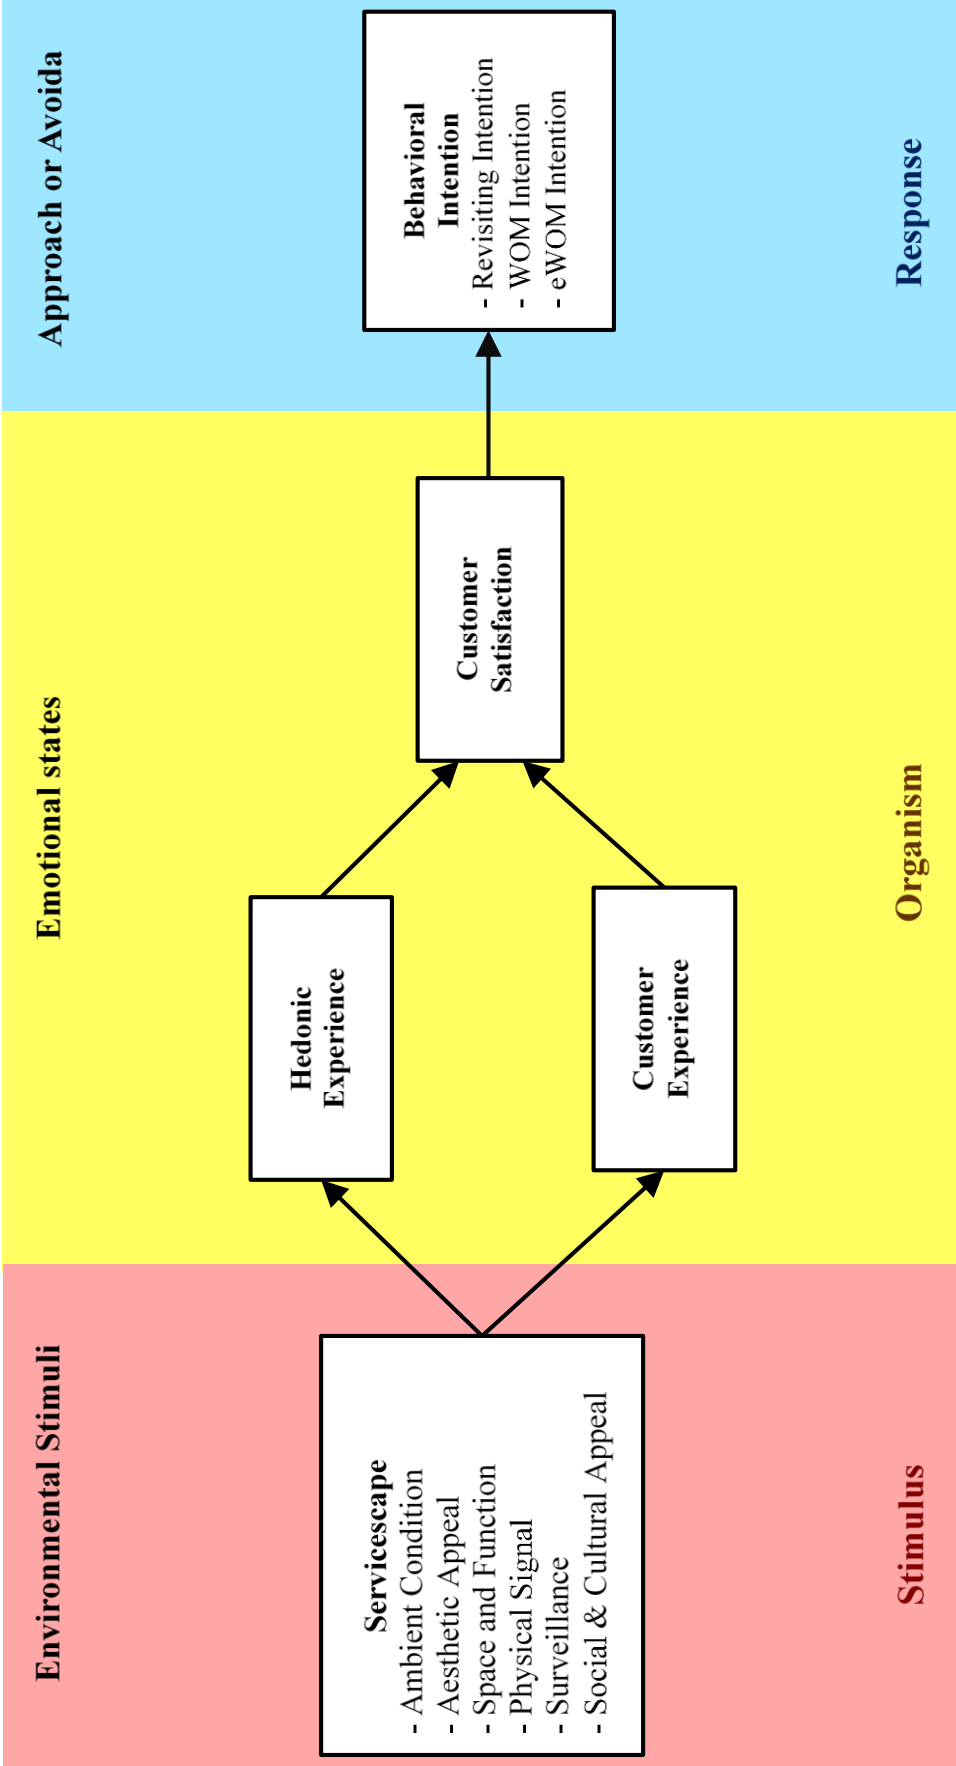 Environmental Stimuli
Emotional states
Approach or Avoida
Servicescape
- Ambient Condition
- Aesthetic Appeal
- Space and Function
- Physical Signal
- Surveillance
- Social & Cultural Appeal
Hedonic
Experience
Customer
Experience
Customer
Satisfaction
Behavioral
Intention
- Revisiting Intention
- WOM Intention
- eWOM Intention
Stimulus
Organism
Response